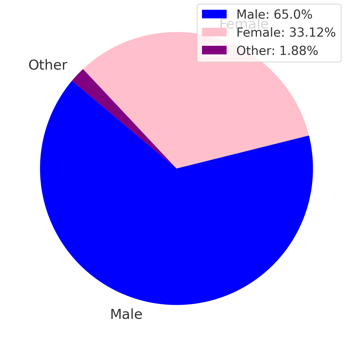 Female
Male: 65.0%
Female: 33.12%
Other: 1.88%
Other
Male